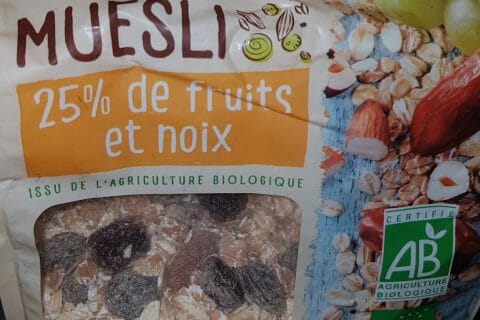 MUESLI
25% de fruits
et noix
ISSU DE L'AGRICULTURE BIOLOGIQUE
CERTIFIÉ
AB
AGRICULTURE
BIOLOGIQUE